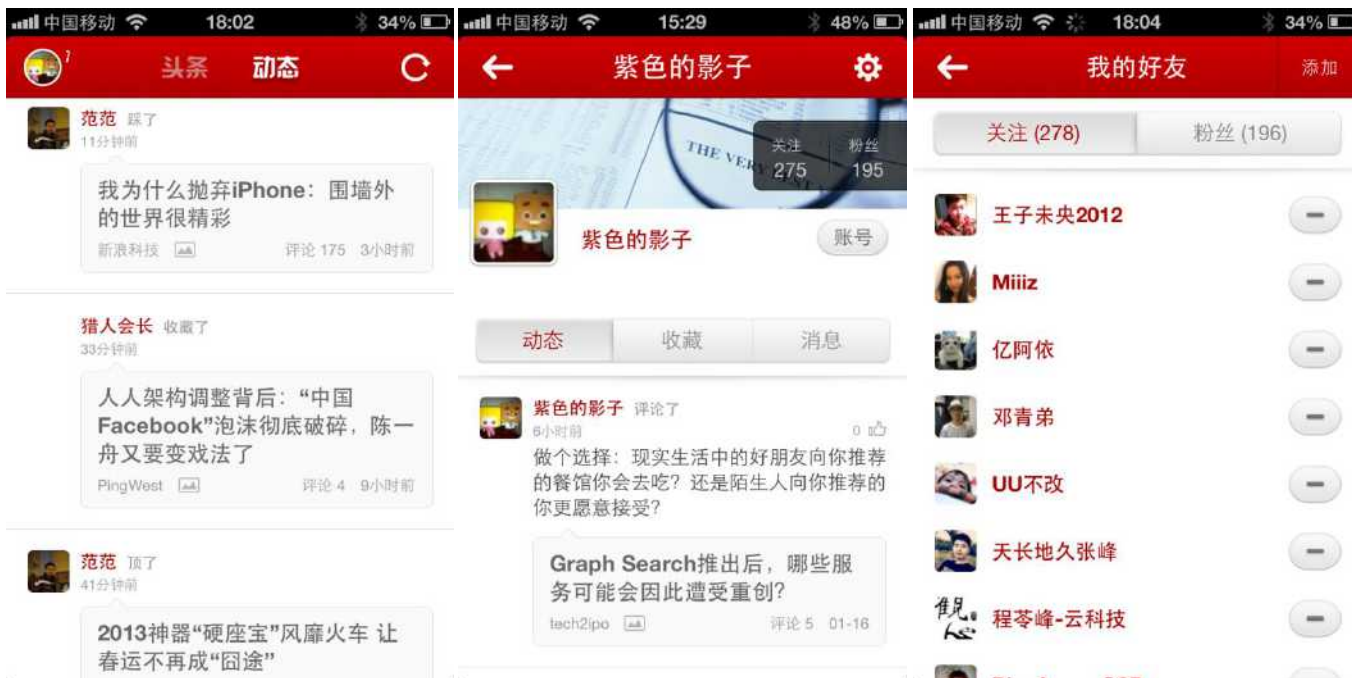 中国移动 18:02 34%
7
头条 动态
范范 踩了
11分钟前
我为什么抛弃iPhone：围墙外
的世界很精彩
新浪科技 评论 175 3小时前
猎人会长 收藏了
33分钟前
人人架构调整背后：“中国
Facebook”泡沫彻底破碎，陈一
舟又要变戏法了
PingWest 评论 4 9小时前
范范 顶了
41分钟前
2013神器“硬座宝”风靡火车 让
春运不再成“囧途”
中国移动 15:29 48%
紫色的影子
THE VERY
关注 粉丝
275 195
紫色的影子 账号
动态 收藏 消息
紫色的影子 评论了
6小时前 0
做个选择：现实生活中的好朋友向你推荐
的餐馆你会去吃？还是陌生人向你推荐的
你更愿意接受？
Graph Search推出后，哪些服
务可能会因此遭受重创？
tech2ipo 评论 5 01-16
中国移动 18:04 34%
我的好友 添加
关注 (278) 粉丝 (196)
王子未央2012
Miiiz
亿阿依
邓青弟
UU不改
天长地久张峰
程苓峰-云科技